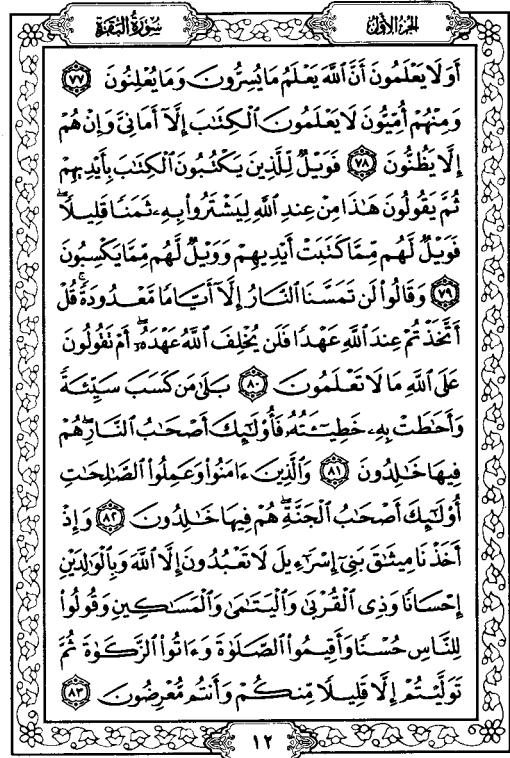 الجزء الأول
سورة البقرة
أَوَلَا يَعْلَمُونَ أَنَّ ٱللَّهَ يَعْلَمُ مَا يُسِرُّونَ وَمَا يُعْلِنُونَ ٧٧
وَمِنْهُمْ أُمِّيُّونَ لَا يَعْلَمُونَ ٱلْكِتَٰبَ إِلَّآ أَمَانِىَّ وَإِنْ هُمْ
إِلَّا يَظُنُّونَ ٧٨ فَوَيْلٌ لِّلَّذِينَ يَكْتُبُونَ ٱلْكِتَٰبَ بِأَيْدِيهِمْ
ثُمَّ يَقُولُونَ هَٰذَا مِنْ عِندِ ٱللَّهِ لِيَشْتَرُوا۟ بِهِۦ ثَمَنًا قَلِيلًا ۖ
فَوَيْلٌ لَّهُم مِّمَّا كَتَبَتْ أَيْدِيهِمْ وَوَيْلٌ لَّهُم مِّمَّا يَكْسِبُونَ
٧٩ وَقَالُوا۟ لَن تَمَسَّنَا ٱلنَّارُ إِلَّآ أَيَّامًا مَّعْدُودَةً ۚ قُلْ
أَتَّخَذْتُمْ عِندَ ٱللَّهِ عَهْدًا فَلَن يُخْلِفَ ٱللَّهُ عَهْدَهُۥٓ ۖ أَمْ تَقُولُونَ
عَلَى ٱللَّهِ مَا لَا تَعْلَمُونَ ٨٠ بَلَىٰ مَن كَسَبَ سَيِّئَةً
وَأَحَٰطَتْ بِهِۦ خَطِيٓـَٔتُهُۥ فَأُو۟لَٰٓئِكَ أَصْحَٰبُ ٱلنَّارِ ۖ هُمْ
فِيهَا خَٰلِدُونَ ٨١ وَٱلَّذِينَ ءَامَنُوا۟ وَعَمِلُوا۟ ٱلصَّٰلِحَٰتِ
أُو۟لَٰٓئِكَ أَصْحَٰبُ ٱلْجَنَّةِ ۖ هُمْ فِيهَا خَٰلِدُونَ ٨٢ وَإِذْ
أَخَذْنَا مِيثَٰقَ بَنِىٓ إِسْرَٰٓءِيلَ لَا تَعْبُدُونَ إِلَّا ٱللَّهَ وَبِٱلْوَٰلِدَيْنِ
إِحْسَانًا وَذِى ٱلْقُرْبَىٰ وَٱلْيَتَٰمَىٰ وَٱلْمَسَٰكِينِ وَقُولُوا۟
لِلنَّاسِ حُسْنًا وَأَقِيمُوا۟ ٱلصَّلَوٰةَ وَءَاتُوا۟ ٱلزَّكَوٰةَ ثُمَّ
تَوَلَّيْتُمْ إِلَّا قَلِيلًا مِّنكُمْ وَأَنتُم مُّعْرِضُونَ ٨٣
١٢